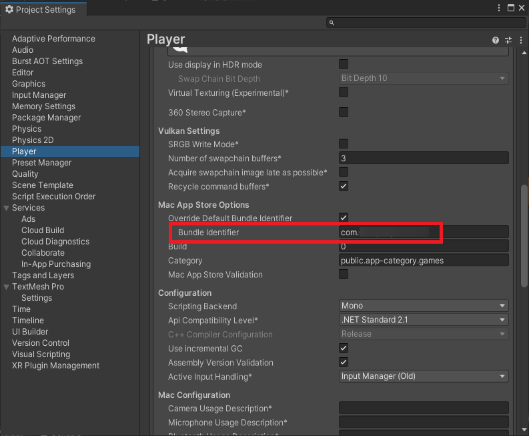 Project Settings
Adaptive Performance
Audio
Burst AOT Settings
Editor
Graphics
Input Manager
Memory Settings
Package Manager
Physics
Physics 2D
Player
Preset Manager
Quality
Scene Template
Script Execution Order
Services
Ads
Cloud Build
Cloud Diagnostics
Collaborate
In-App Purchasing
Tags and Layers
TextMesh Pro
Settings
Time
Timeline
UI Builder
Version Control
Visual Scripting
XR Plugin Management
Player
Use display in HDR mode
Swap Chain Bit Depth Bit Depth 10
Virtual Texturing (Experimental)*
360 Stereo Capture*
Vulkan Settings
SRGB Write Mode*
Number of swapchain buffers* 3
Acquire swapchain image late as possible*
Recycle command buffers*
Mac App Store Options
Override Default Bundle Identifier
Bundle Identifier com.
Build 0
Category public.app-category.games
Mac App Store Validation
Configuration
Scripting Backend Mono
Api Compatibility Level* .NET Standard 2.1
C++ Compiler Configuration Release
Use incremental GC
Assembly Version Validation
Active Input Handling* Input Manager (Old)
Mac Configuration
Camera Usage Description*
Microphone Usage Description*